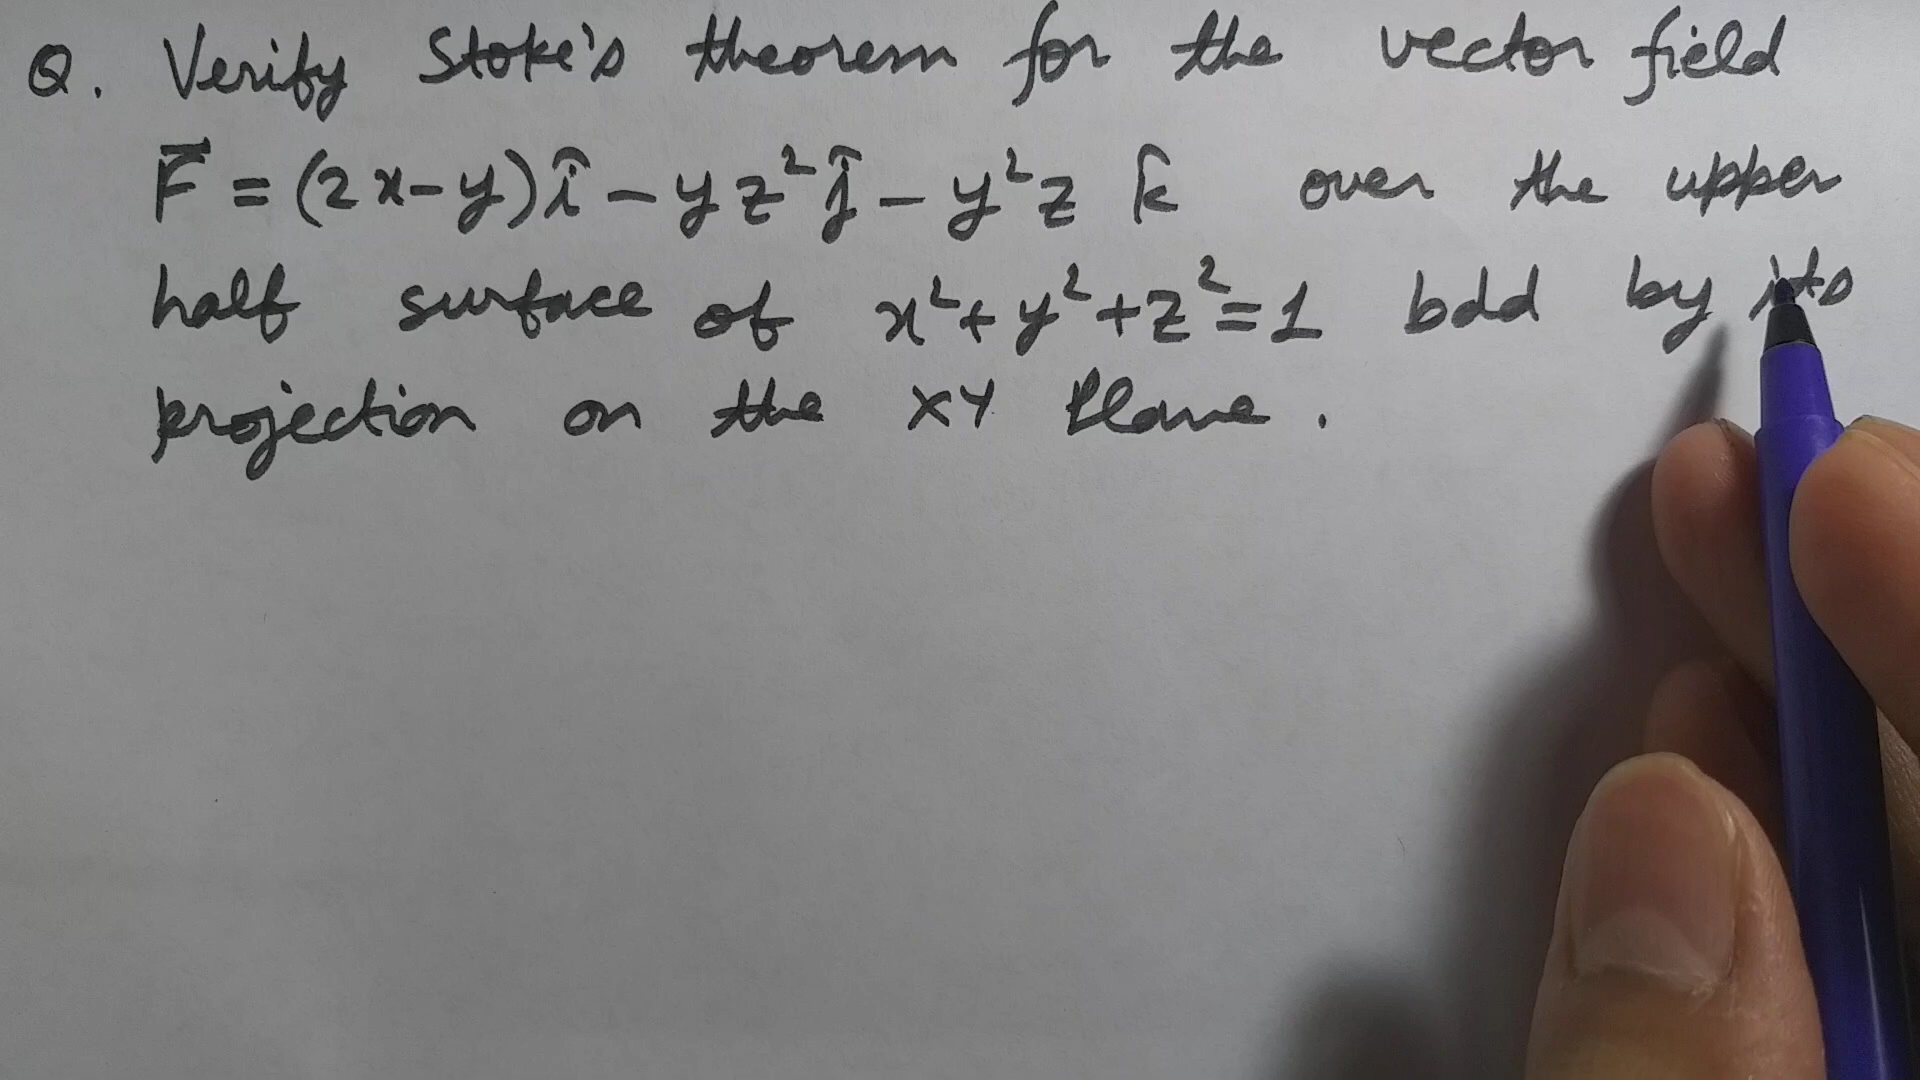 Q. Verify Stoke's theorem for the vector field
F⃗ = (2x-y)î - yz²ĵ - y²z k̂ over the upper
half surface of x²+y²+z²=1 bdd by its
projection on the XY Plane.